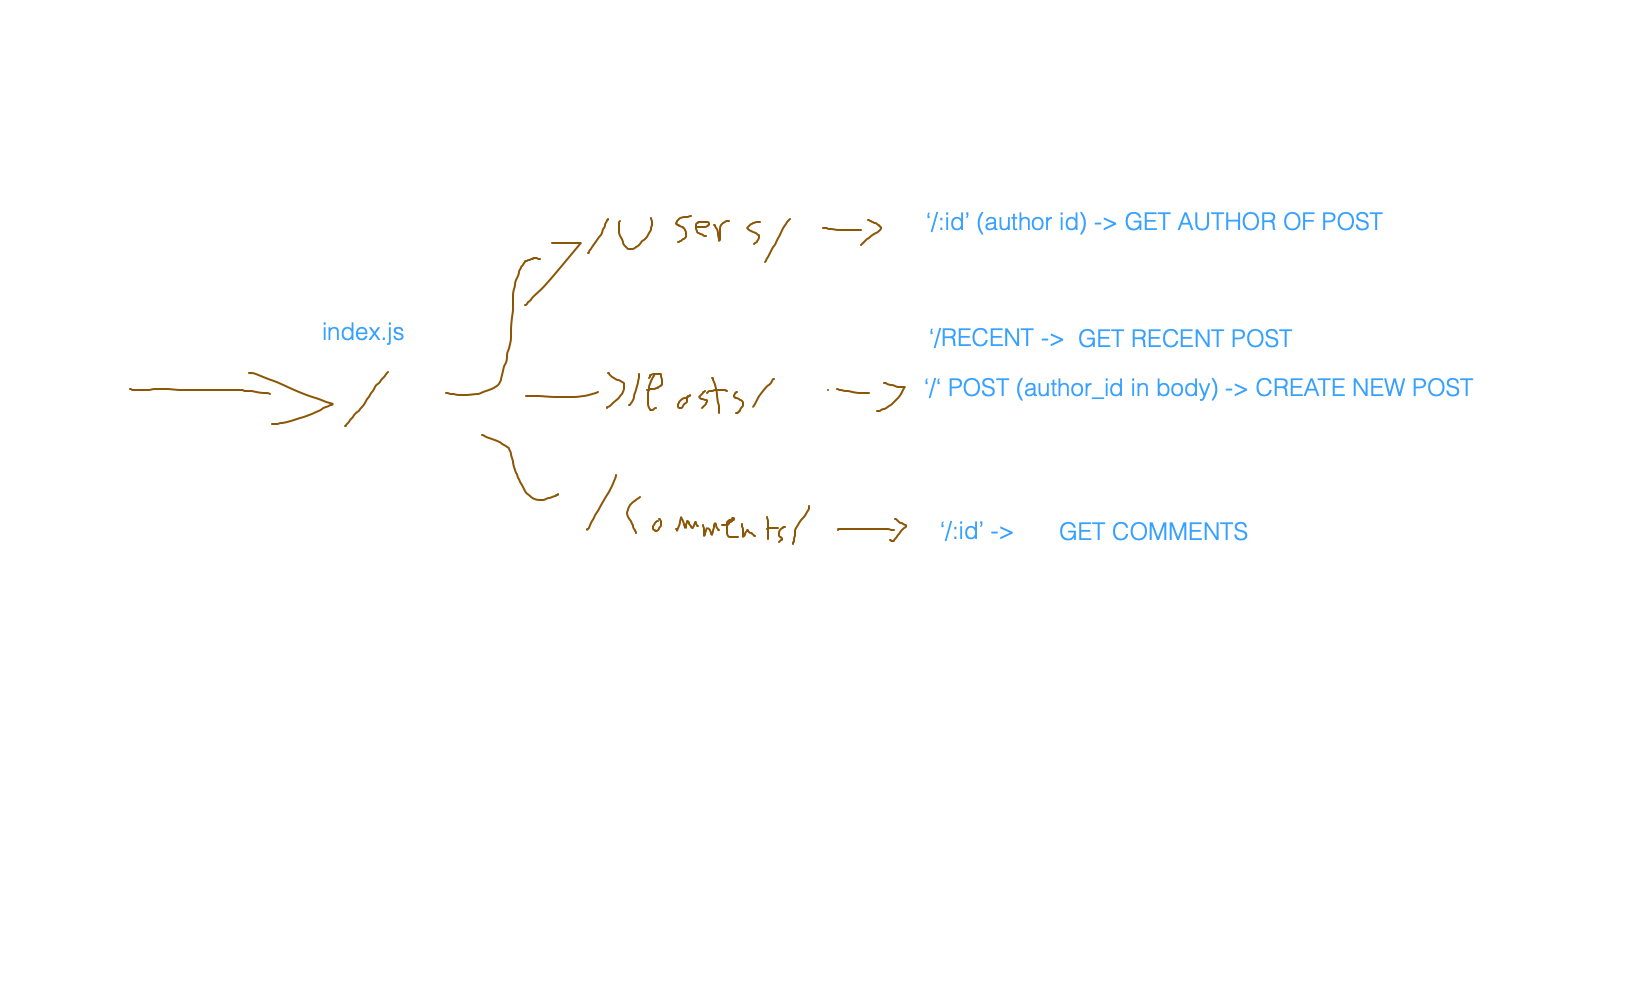 /Users/ ‘/:id’ (author id) -> GET AUTHOR OF POST
index.js
‘/RECENT -> GET RECENT POST
/ /Posts/ ‘/‘ POST (author_id in body) -> CREATE NEW POST
/Comments/ ‘/:id’ -> GET COMMENTS